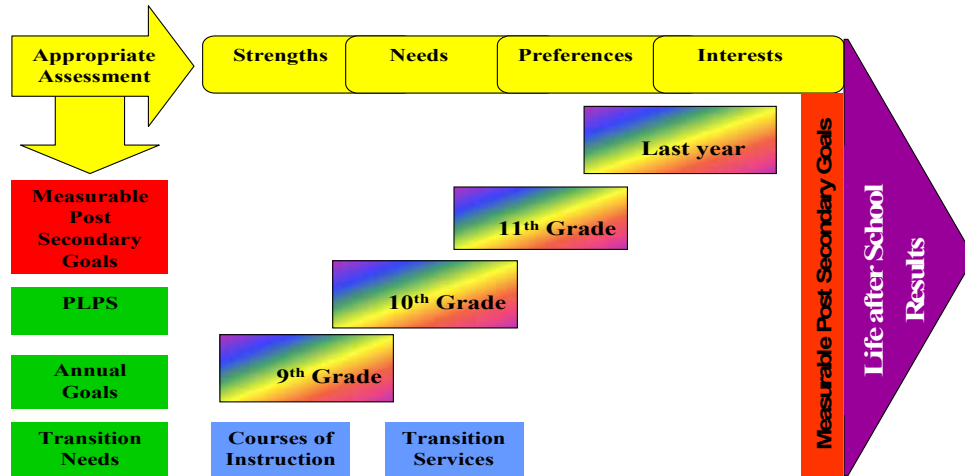 Appropriate
Assessment
Strengths
Needs
Preferences
Interests
Last year
Measurable
Post
Secondary
Goals
11th Grade
PLPS
10th Grade
Annual
Goals
9th Grade
Transition
Needs
Courses of
Instruction
Transition
Services
Measurable Post Secondary Goals
Life after School
Results